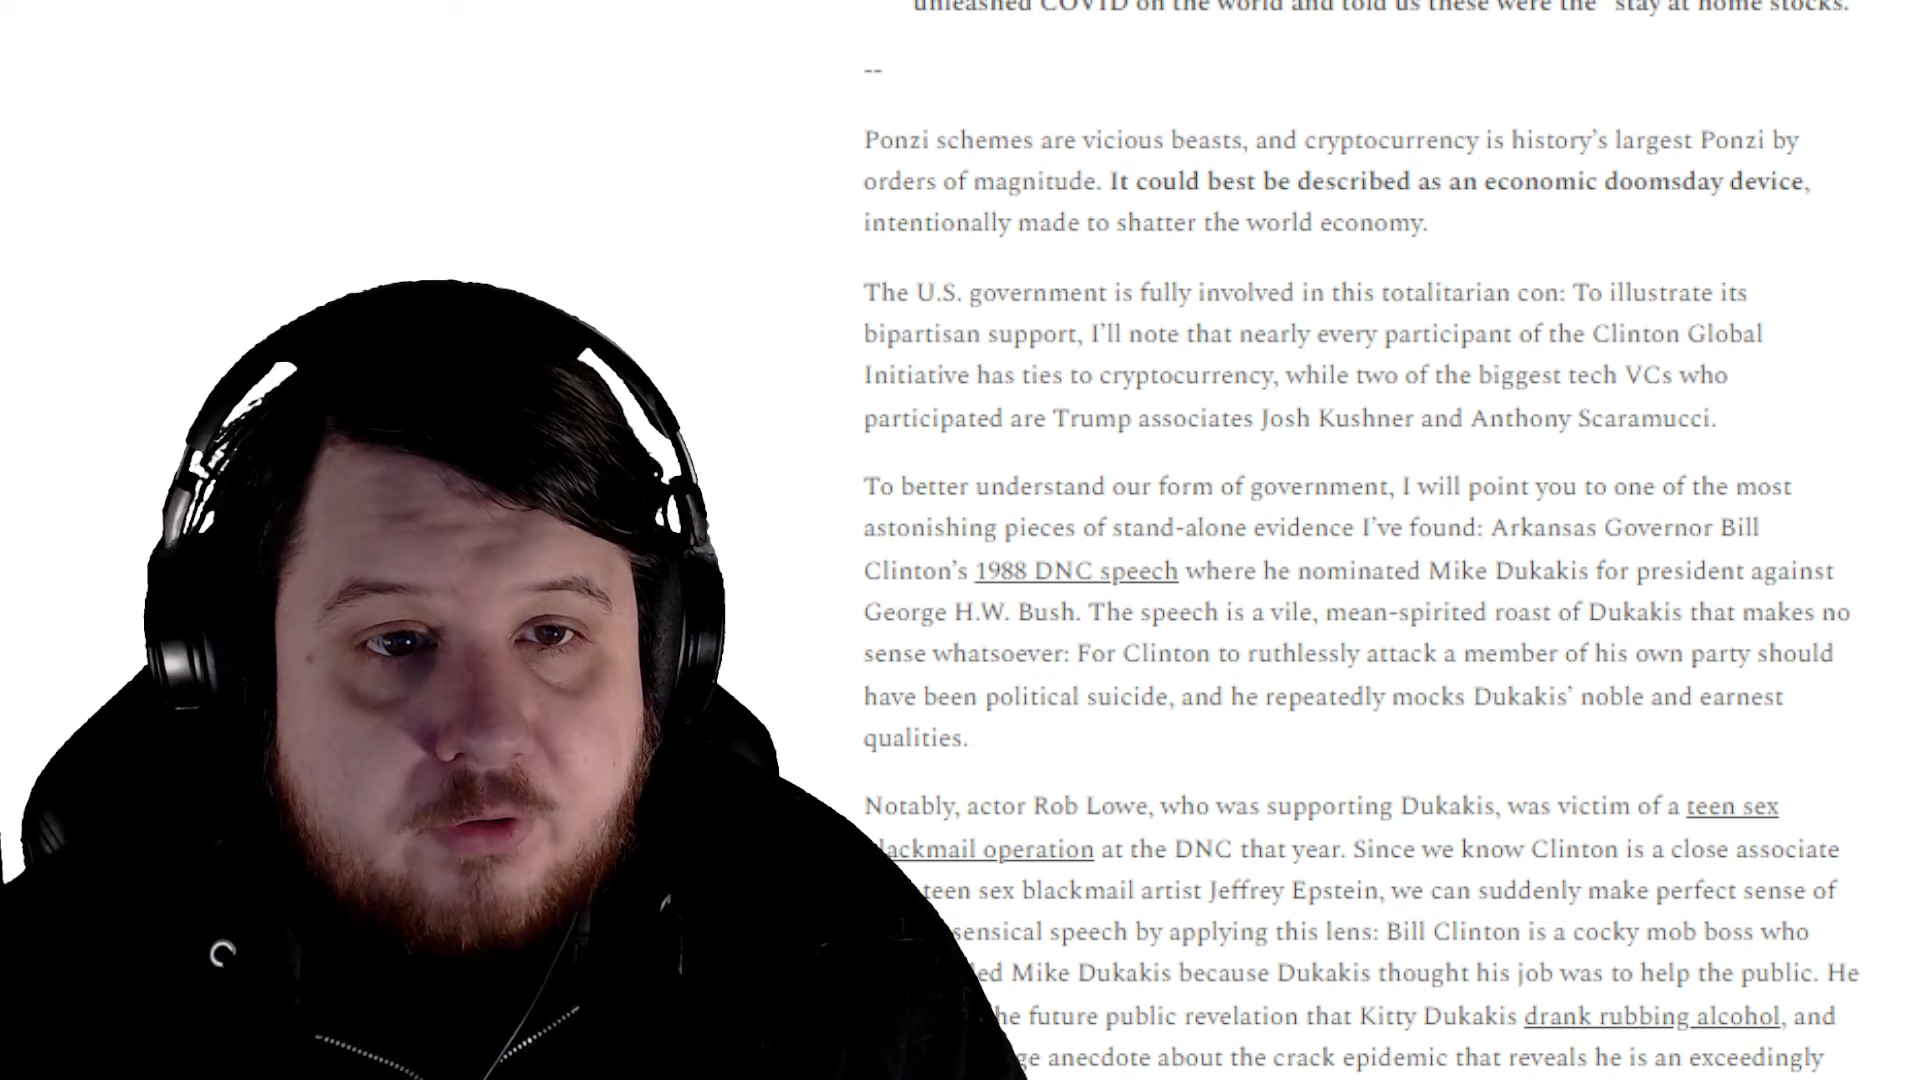 unleashed COVID on the world and told us these were the "stay at home stocks.
--
Ponzi schemes are vicious beasts, and cryptocurrency is history’s largest Ponzi by
orders of magnitude. It could best be described as an economic doomsday device,
intentionally made to shatter the world economy.
The U.S. government is fully involved in this totalitarian con: To illustrate its
bipartisan support, I’ll note that nearly every participant of the Clinton Global
Initiative has ties to cryptocurrency, while two of the biggest tech VCs who
participated are Trump associates Josh Kushner and Anthony Scaramucci.
To better understand our form of government, I will point you to one of the most
astonishing pieces of stand-alone evidence I’ve found: Arkansas Governor Bill
Clinton’s 1988 DNC speech where he nominated Mike Dukakis for president against
George H.W. Bush. The speech is a vile, mean-spirited roast of Dukakis that makes no
sense whatsoever: For Clinton to ruthlessly attack a member of his own party should
have been political suicide, and he repeatedly mocks Dukakis’ noble and earnest
qualities.
Notably, actor Rob Lowe, who was supporting Dukakis, was victim of a teen sex
lackmail operation at the DNC that year. Since we know Clinton is a close associate
teen sex blackmail artist Jeffrey Epstein, we can suddenly make perfect sense of
sensical speech by applying this lens: Bill Clinton is a cocky mob boss who
led Mike Dukakis because Dukakis thought his job was to help the public. He
he future public revelation that Kitty Dukakis drank rubbing alcohol, and
ge anecdote about the crack epidemic that reveals he is an exceedingly